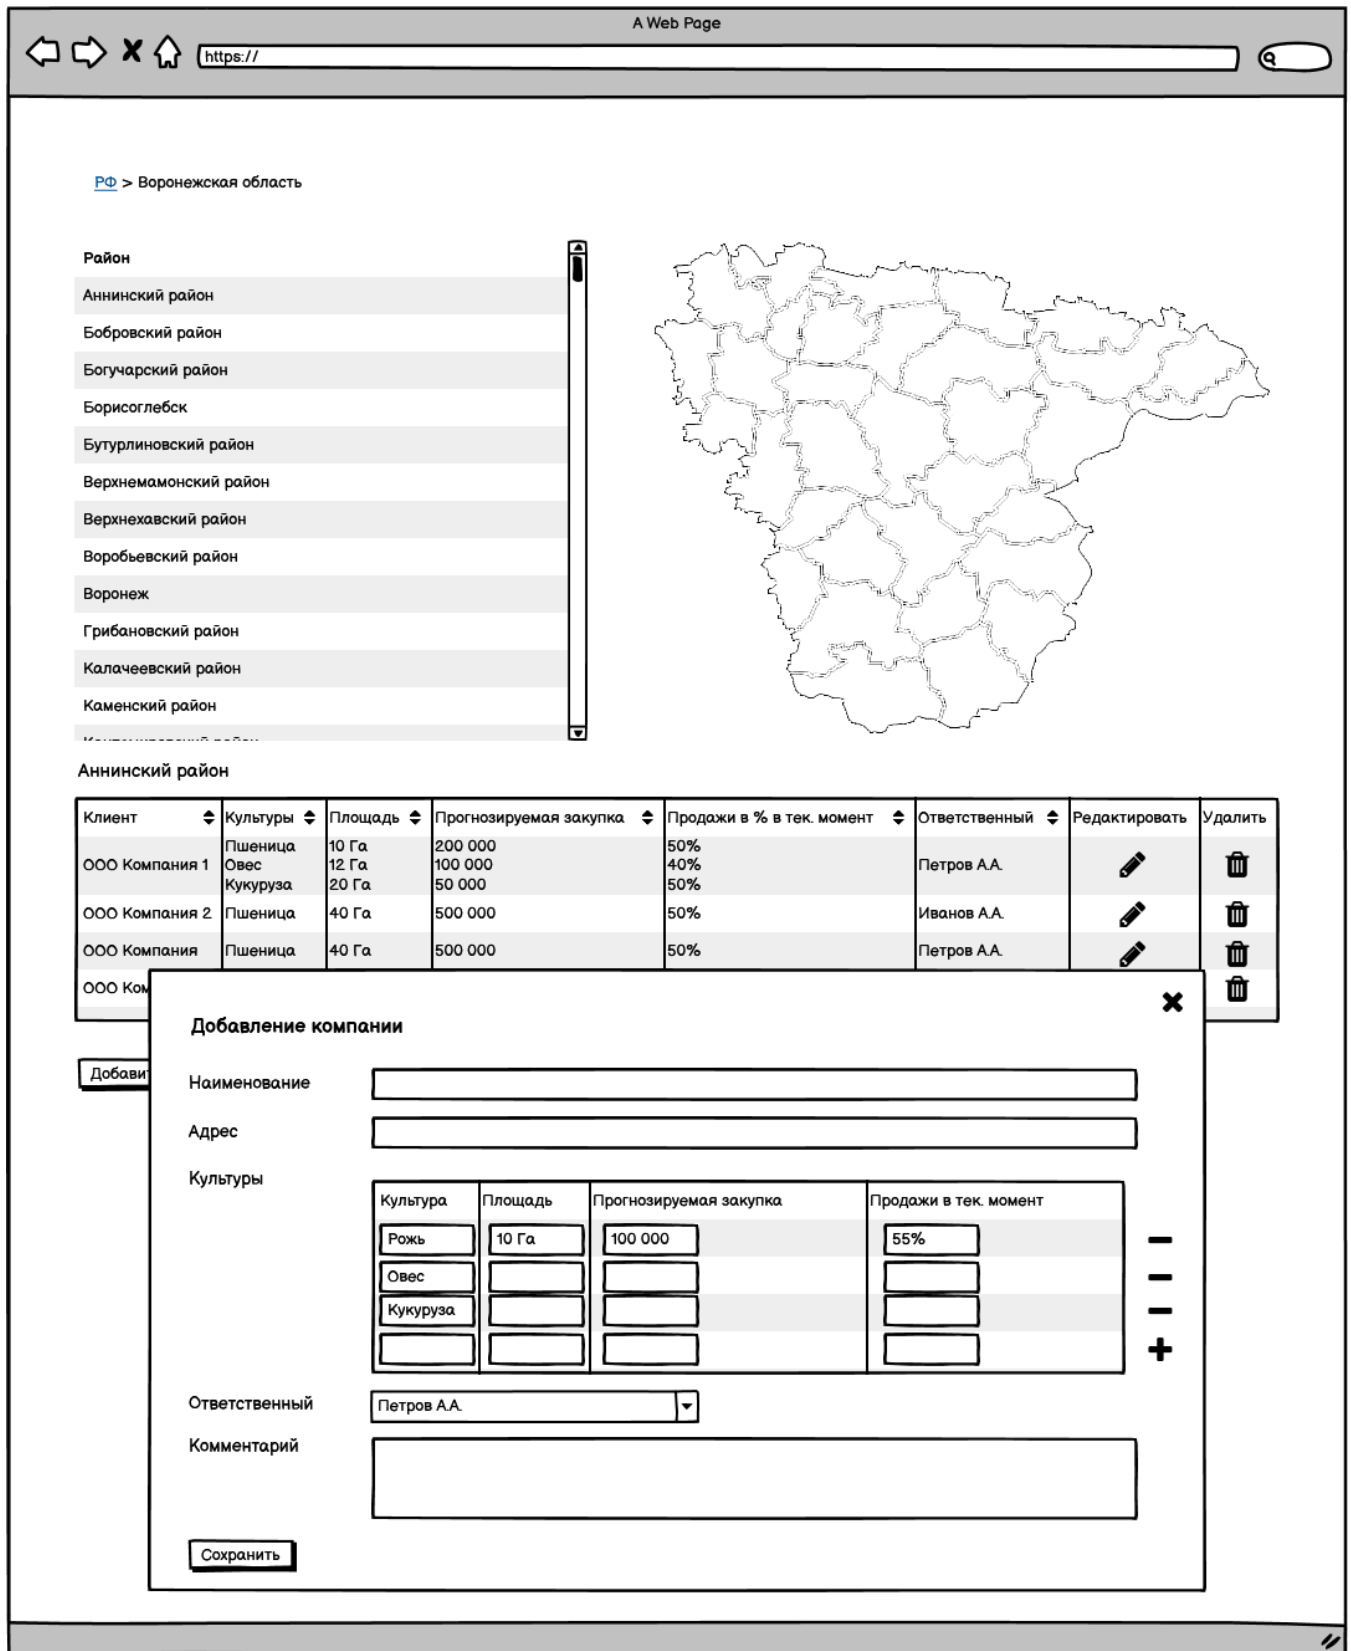 A Web Page
https://
РФ > Воронежская область
Район
Аннинский район
Бобровский район
Богучарский район
Борисоглебск
Бутурлиновский район
Верхнемамонский район
Верхнехавский район
Воробьевский район
Воронеж
Грибановский район
Калачеевский район
Каменский район
Аннинский район
Клиент Культуры Площадь Прогнозируемая закупка Продажи в % в тек. момент Ответственный Редактировать Удалить
Пшеница 10 Га 200 000 50%
ООО Компания 1 Овес 12 Га 100 000 40% Петров А.А.
Кукуруза 20 Га 50 000 50%
ООО Компания 2 Пшеница 40 Га 500 000 50% Иванов А.А.
ООО Компания Пшеница 40 Га 500 000 50% Петров А.А.
ООО Ком
Добави
Добавление компании
Наименование
Адрес
Культуры
Культура Площадь Прогнозируемая закупка Продажи в тек. момент
Рожь 10 Га 100 000 55%
Овес
Кукуруза
Ответственный Петров А.А.
Комментарий
Сохранить